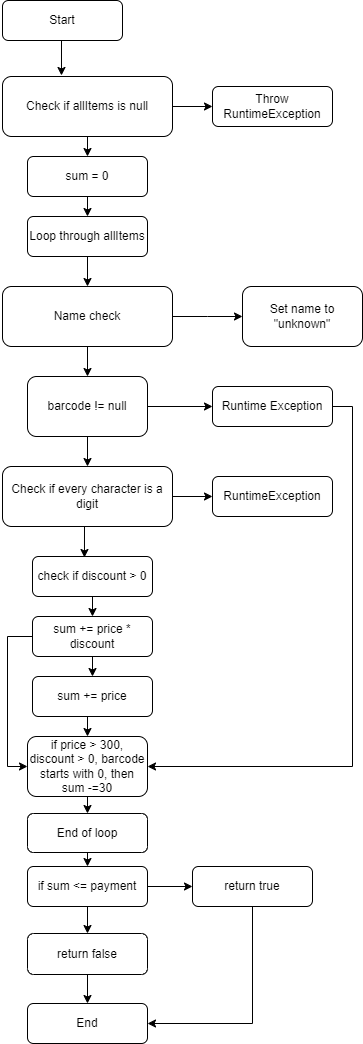 Start
Check if allItems is null
Throw
RuntimeException
sum = 0
Loop through allItems
Name check
Set name to
"unknown"
barcode != null
Runtime Exception
Check if every character is a
digit
RuntimeException
check if discount > 0
sum += price *
discount
sum += price
if price > 300,
discount > 0, barcode
starts with 0, then
sum -=30
End of loop
if sum <= payment
return true
return false
End